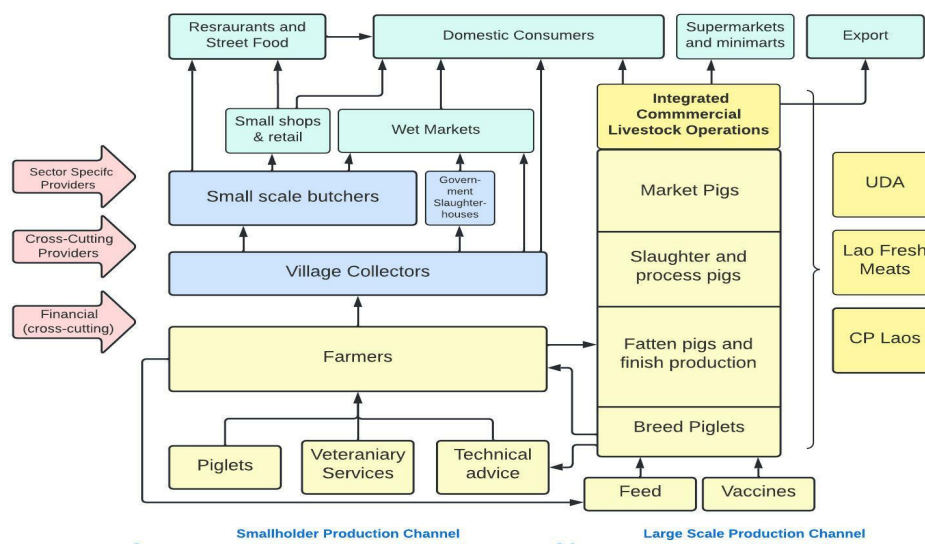 Resraurants and
Street Food
Domestic Consumers
Supermarkets
and minimarts
Export
Small shops
& retail
Wet Markets
Integrated
Commmercial
Livestock Operations
Sector Specifc
Providers
Small scale butchers
Govern-
ment
Slaughter-
houses
Market Pigs
UDA
Cross-Cutting
Providers
Village Collectors
Slaughter and
process pigs
Lao Fresh
Meats
Financial
(cross-cutting)
Farmers
Fatten pigs and
finish production
CP Laos
Piglets
Veteraniary
Services
Technical
advice
Breed Piglets
Feed
Vaccines
Smallholder Production Channel
Large Scale Production Channel